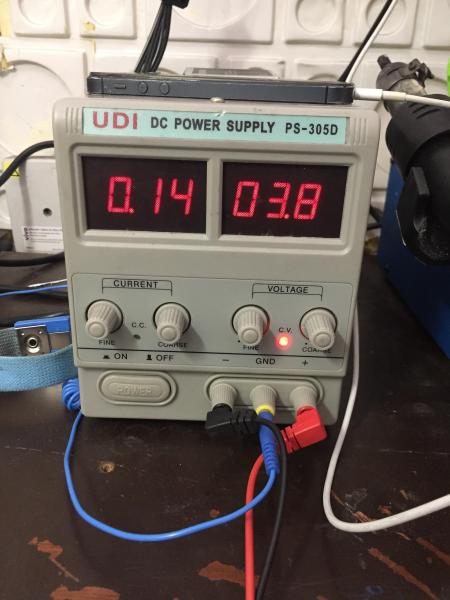 UDI DC POWER SUPPLY PS-305D
0.14 03.8
CURRENT VOLTAGE
C.C. C.V.
FINE COARSE FINE COARSE
ON OFF - GND +
POWER